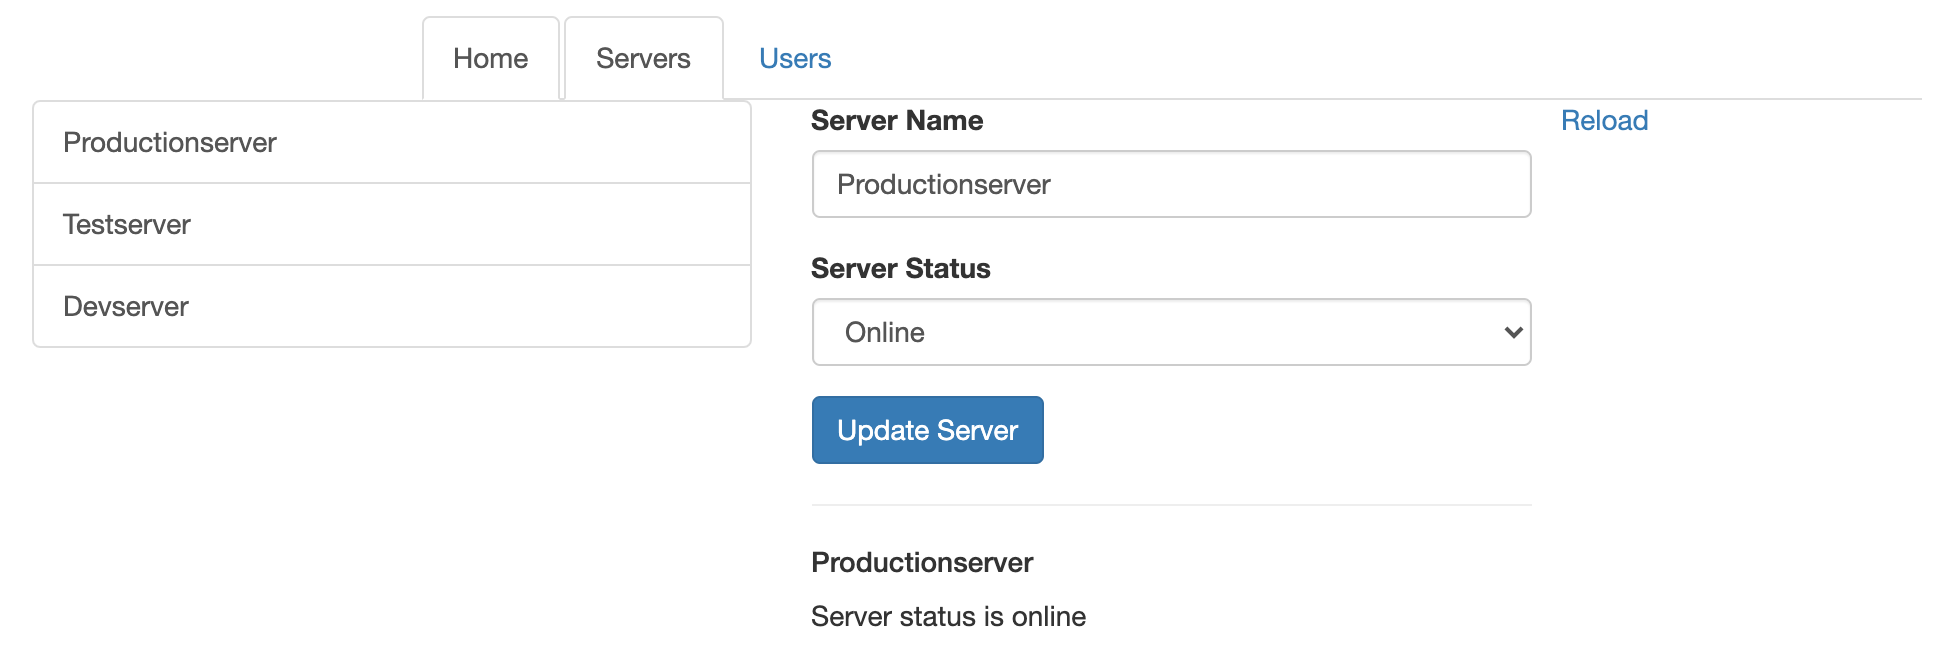 Home Servers Users
Productionserver
Testserver
Devserver
Server Name
Productionserver
Server Status
Online
Update Server
Productionserver
Server status is online
Reload